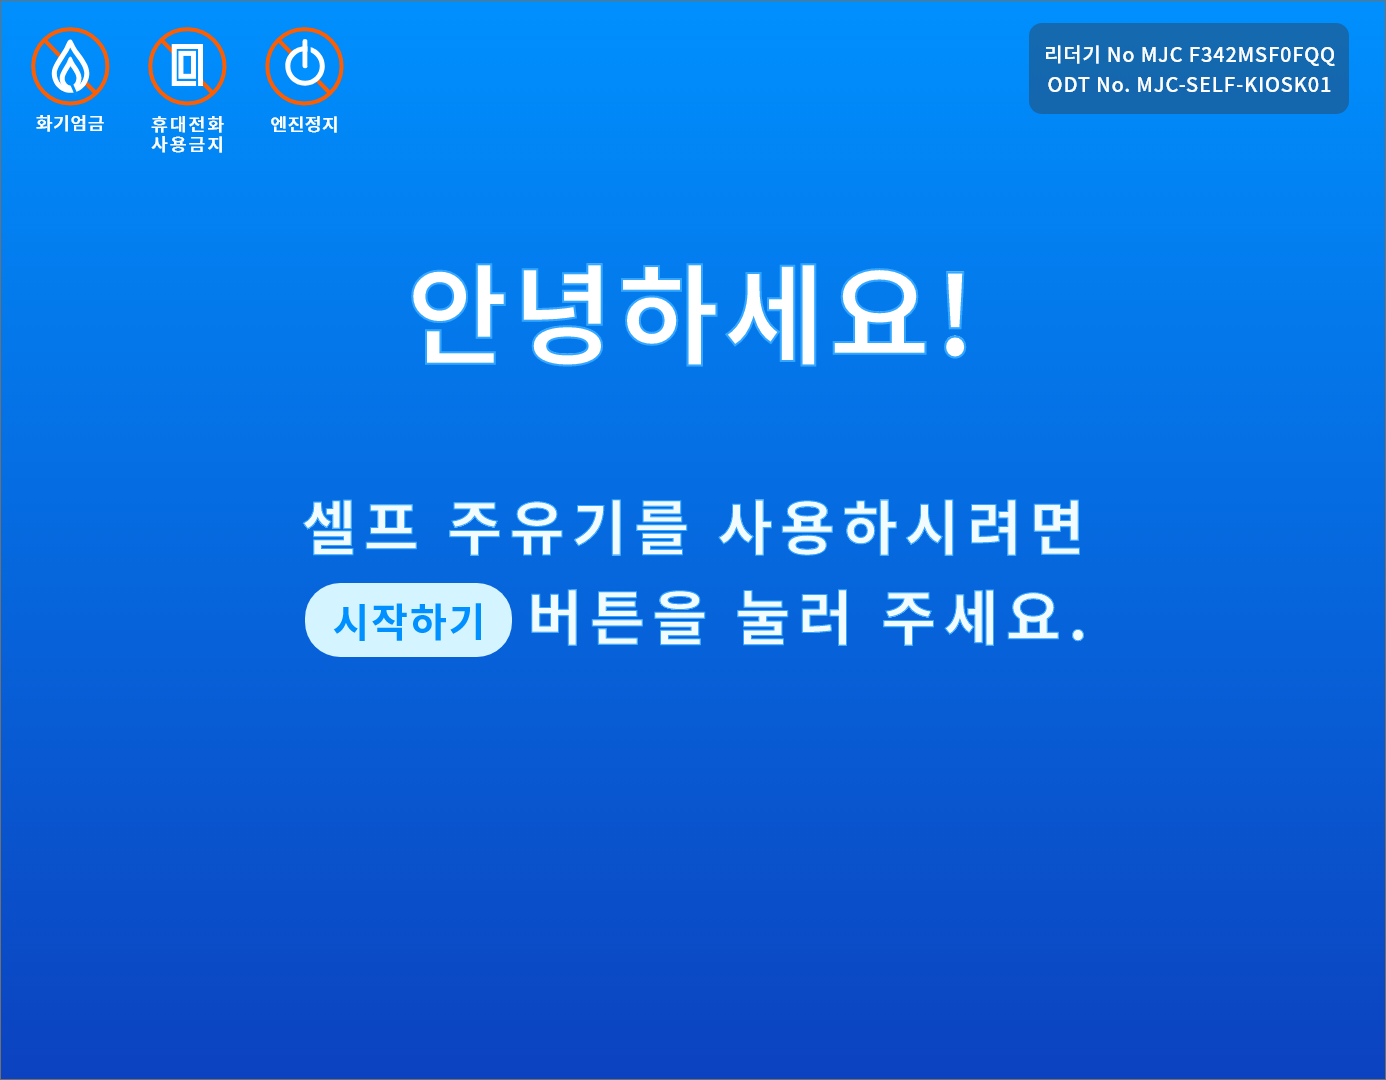 화기엄금
휴대전화
사용금지
엔진정지
리더기 No MJC F342MSF0FQQ
ODT No. MJC-SELF-KIOSK01
안녕하세요!
셀프 주유기를 사용하시려면
시작하기 버튼을 눌러 주세요.